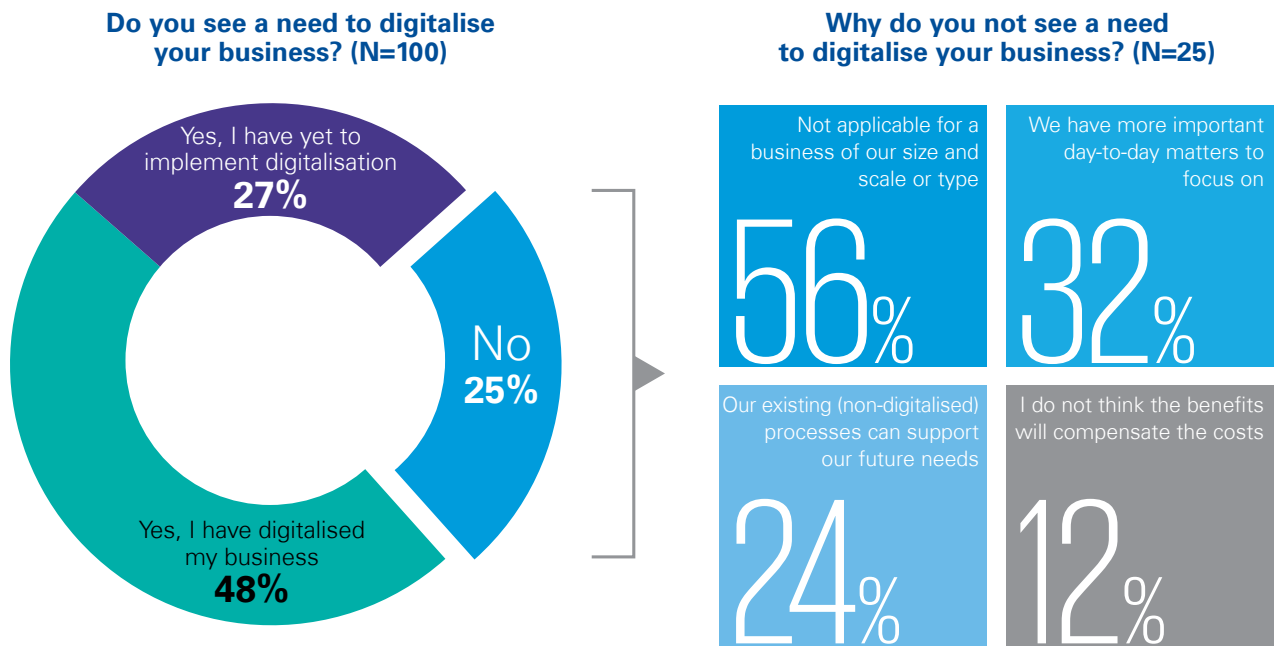 Do you see a need to digitalise
your business? (N=100)
Yes, I have yet to
implement digitalisation
27%
No
25%
Yes, I have digitalised
my business
48%
Why do you not see a need
to digitalise your business? (N=25)
Not applicable for a
business of our size and
scale or type
56%
We have more important
day-to-day matters to
focus on
32%
Our existing (non-digitalised)
processes can support
our future needs
24%
I do not think the benefits
will compensate the costs
12%